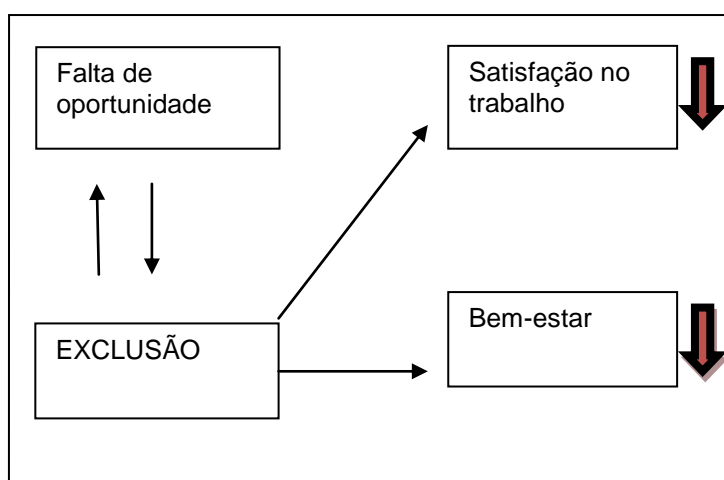 Falta de
oportunidade
Satisfação no
trabalho
EXCLUSÃO
Bem-estar